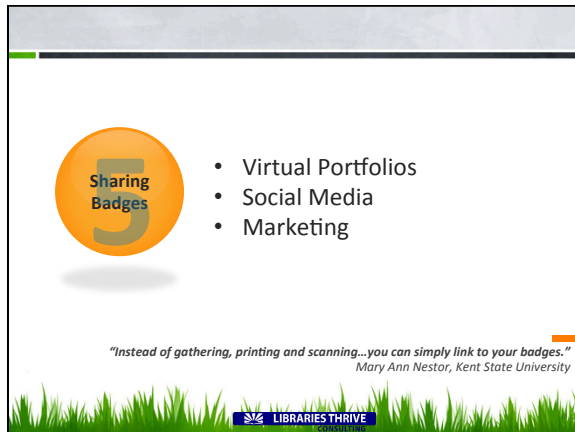 5
Sharing
Badges
• Virtual Portfolios
• Social Media
• Marketing
“Instead of gathering, printing and scanning...you can simply link to your badges.”
Mary Ann Nestor, Kent State University
LIBRARIES THRIVE
CONSULTING